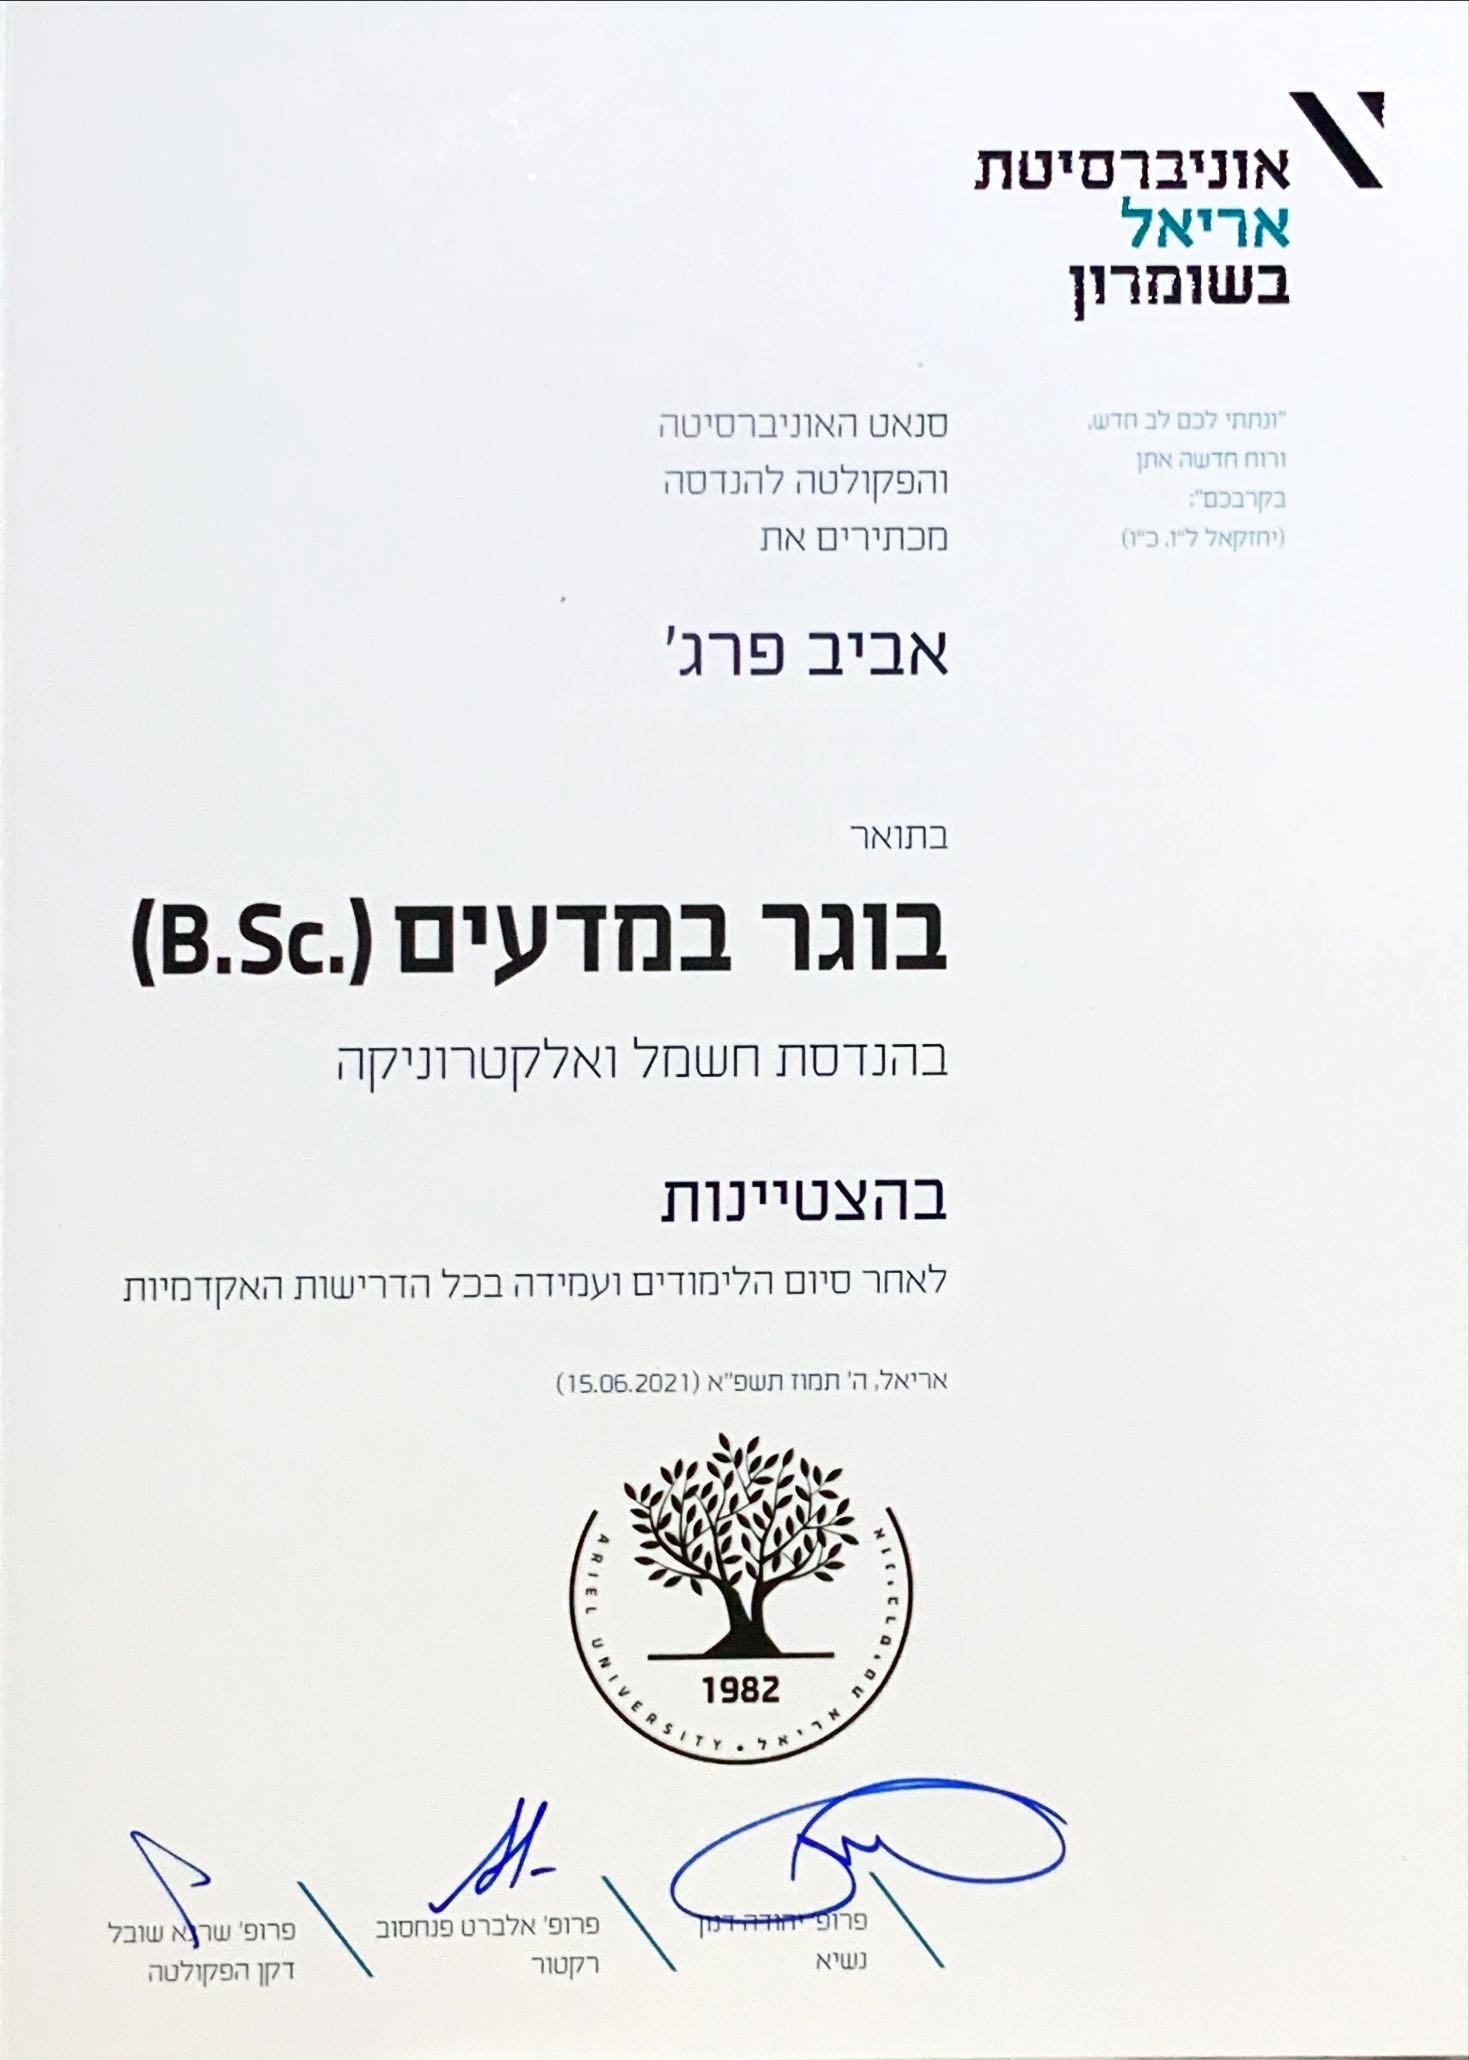 אוניברסיטת
אריאל
בשומרון
"ונתתי לכם לב חדש,
ורוח חדשה אתן
בקרבכם";
(יחזקאל ל"ו, כ"ו)
סנאט האוניברסיטה
והפקולטה להנדסה
מכתירים את
אביב פרג'
בתואר
בוגר במדעים (B.Sc.)
בהנדסת חשמל ואלקטרוניקה
בהצטיינות
לאחר סיום הלימודים ועמידה בכל הדרישות האקדמיות
אריאל, ה' תמוז תשפ"א (15.06.2021)
אוניברסיטת אריאל • ARIEL UNIVERSITY
1982
פרופ' יהודה דנון
נשיא
פרופ' אלברט פנחסוב
רקטור
פרופ' שרגא שובל
דקן הפקולטה